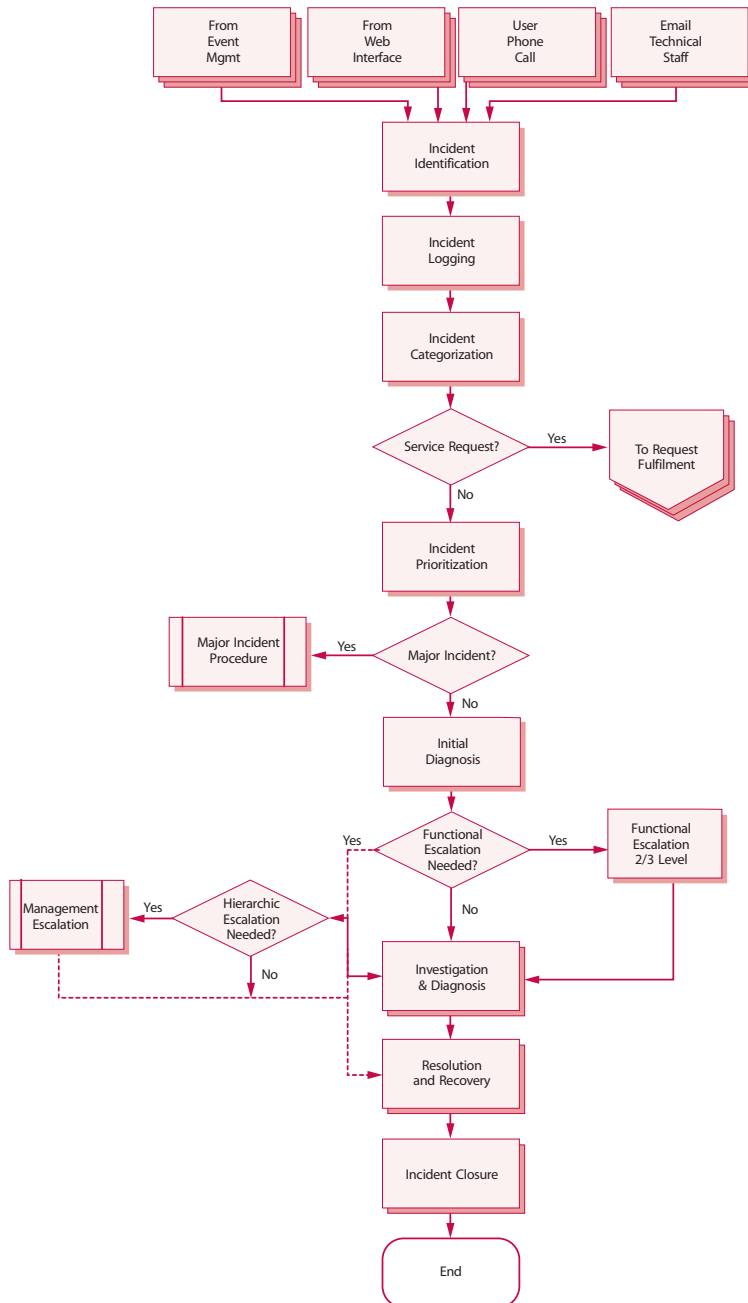 From
Event
Mgmt
From
Web
Interface
User
Phone
Call
Email
Technical
Staff
Incident
Identification
Incident
Logging
Incident
Categorization
Service Request?
Yes
To Request
Fulfilment
No
Incident
Prioritization
Major Incident
Procedure
Yes
Major Incident?
No
Initial
Diagnosis
Yes
Functional
Escalation
Needed?
Yes
Functional
Escalation
2/3 Level
Management
Escalation
Yes
Hierarchic
Escalation
Needed?
No
No
Investigation
& Diagnosis
Resolution
and Recovery
Incident Closure
End